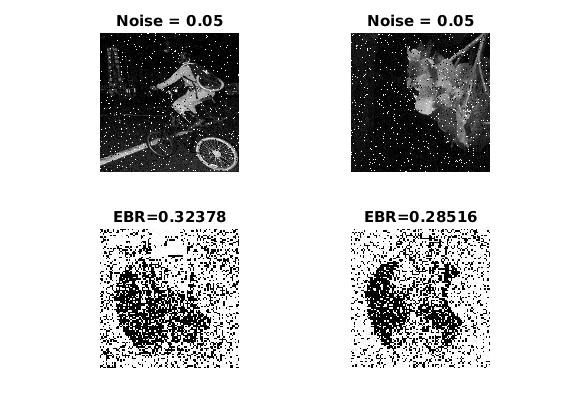 Noise = 0.05
Noise = 0.05
EBR=0.32378
EBR=0.28516